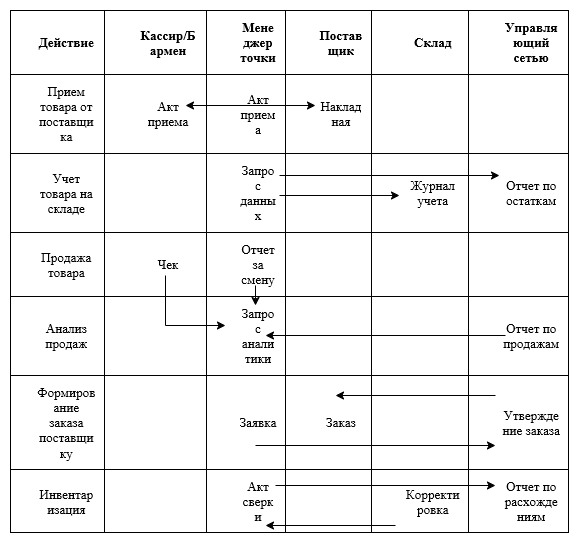 Действие
Кассир/Б
армен
Мене
джер
точки
Постав
щик
Склад
Управля
ющий
сетью
Прием
товара от
поставщи
ка
Акт
приема
Акт
прием
а
Наклад
ная
Учет
товара на
складе
Запро
с
данны
х
Журнал
учета
Отчет по
остаткам
Продажа
товара
Чек
Отчет
за
смену
Анализ
продаж
Запро
с
анали
тики
Отчет по
продажам
Формиров
ание
заказа
поставщи
ку
Заявка
Заказ
Утвержде
ние заказа
Инвентар
изация
Акт
сверк
и
Корректи
ровка
Отчет по
расхожде
ниям